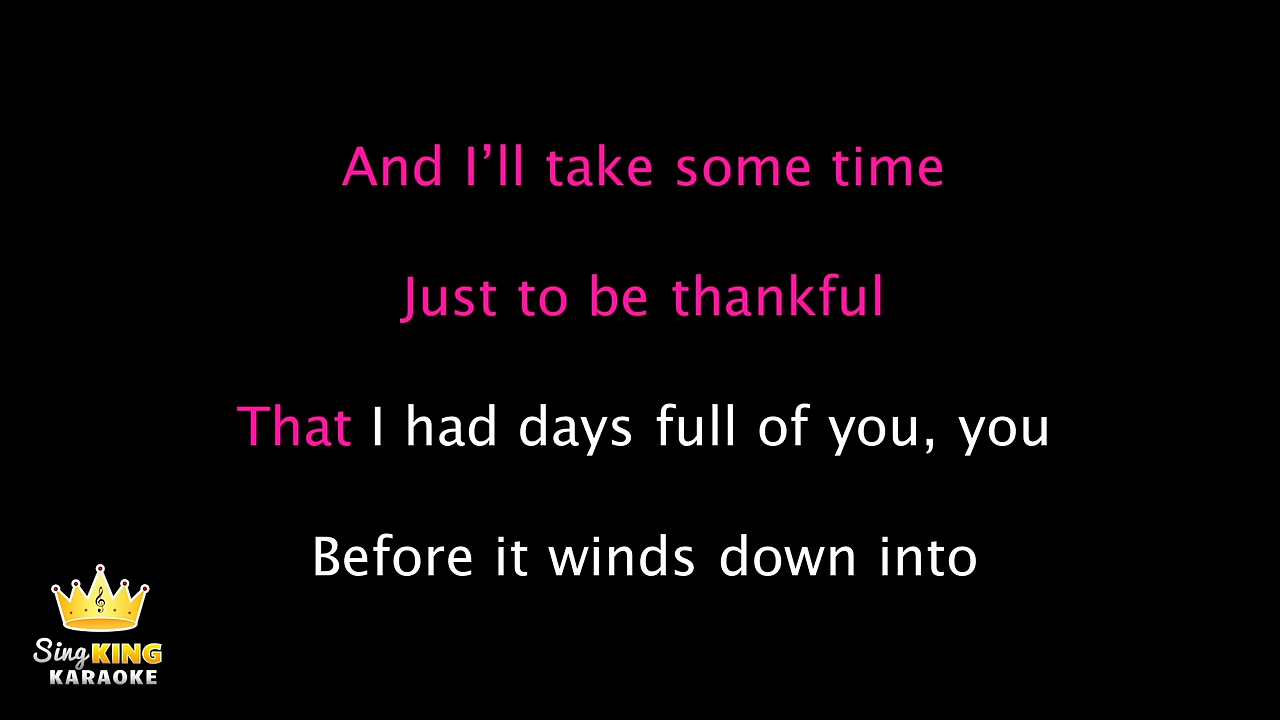 And I’ll take some time
Just to be thankful
That I had days full of you, you
Before it winds down into
Sing KING
KARAOKE